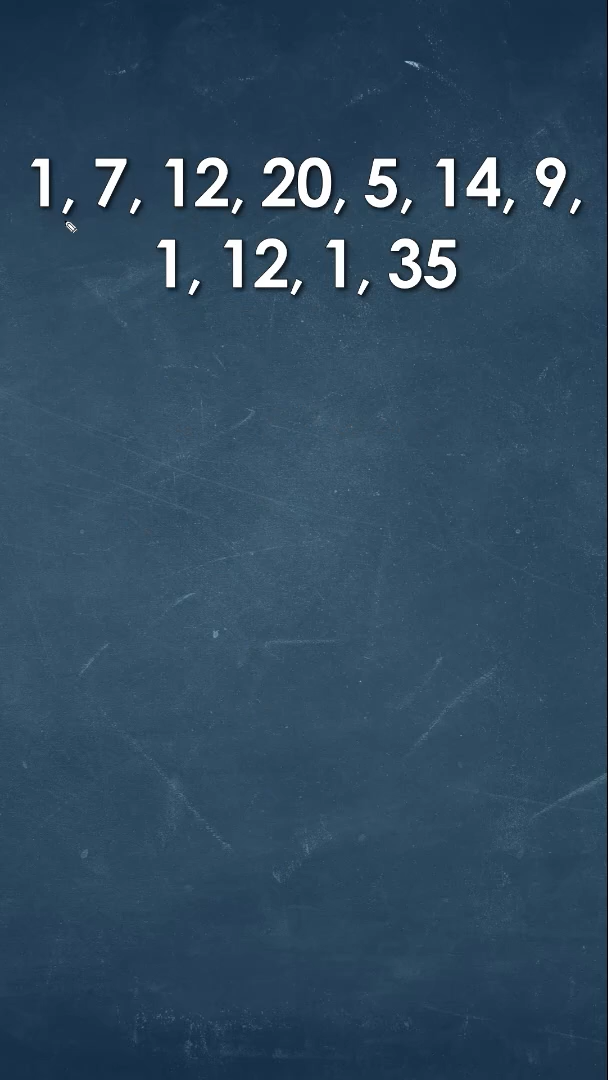 1, 7, 12, 20, 5, 14, 9,
1, 12, 1, 35